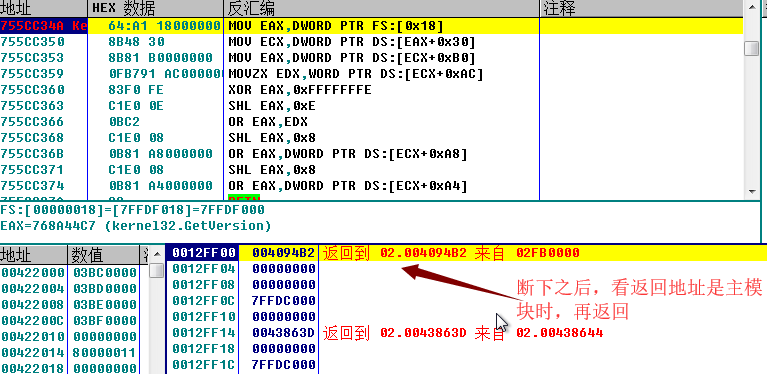 地址 HEX 数据 反汇编 注释
755CC34A Ke 64:A1 18000000 MOV EAX,DWORD PTR FS:[0x18]
755CC350 8B48 30 MOV ECX,DWORD PTR DS:[EAX+0x30]
755CC353 8B81 B0000000 MOV EAX,DWORD PTR DS:[ECX+0xB0]
755CC359 0FB791 AC000000 MOVZX EDX,WORD PTR DS:[ECX+0xAC]
755CC360 83F0 FE XOR EAX,0xFFFFFFFE
755CC363 C1E0 0E SHL EAX,0xE
755CC366 0BC2 OR EAX,EDX
755CC368 C1E0 08 SHL EAX,0x8
755CC36B 0B81 A8000000 OR EAX,DWORD PTR DS:[ECX+0xA8]
755CC371 C1E0 08 SHL EAX,0x8
755CC374 0B81 A4000000 OR EAX,DWORD PTR DS:[ECX+0xA4]
FS:[00000018]=[7FFDF018]=7FFDF000
EAX=768A44C7 (kernel32.GetVersion)
地址 数值
00422000 03BC0000
00422004 03BD0000
00422008 03BE0000
0042200C 03BF0000
00422010 00000000
00422014 80000011
00422018 00000000
0012FF00 004094B2 返回到 02.004094B2 来自 02FB0000
0012FF04 00000000
0012FF08 00000000
0012FF0C 7FFDC000
0012FF10 00000000
0012FF14 0043863D 返回到 02.0043863D 来自 02.00438644
0012FF18 00000000
0012FF1C 7FFDC000
断下之后，看返回地址是主模
块时，再返回